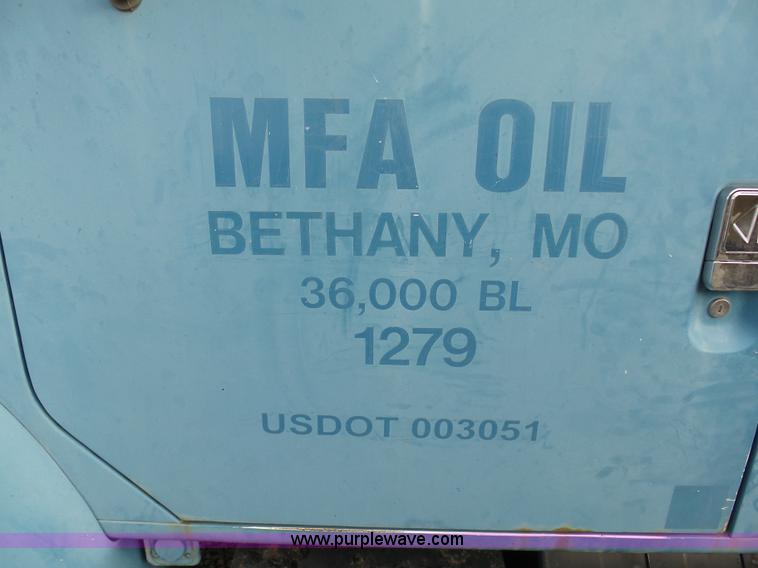 MFA OIL
BETHANY, MO
36,000 BL
1279
USDOT 003051
www.purplewave.com